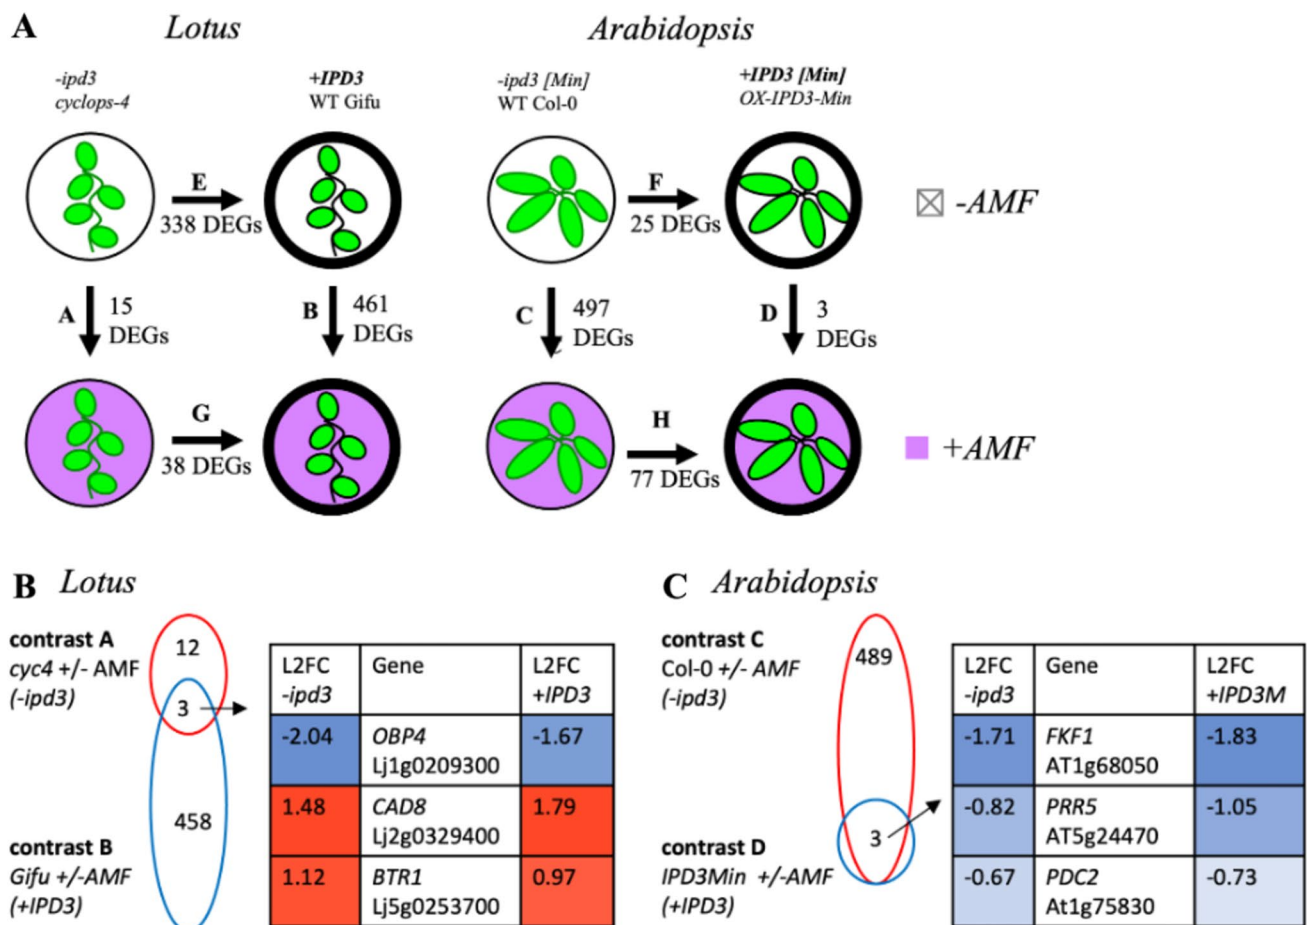 A
Lotus
Arabidopsis
-ipd3
cyclops-4
+IPD3
WT Gifu
-ipd3 [Min]
WT Col-0
+IPD3 [Min]
OX-IPD3-Min
E
338 DEGs
F
25 DEGs
-AMF
A
15
DEGs
B
461
DEGs
C
497
DEGs
D
3
DEGs
G
38 DEGs
H
77 DEGs
+AMF
B Lotus
contrast A
cyc4 +/- AMF
(-ipd3)
12
3
458
contrast B
Gifu +/-AMF
(+IPD3)
L2FC
-ipd3
Gene
L2FC
+IPD3
-2.04
OBP4
Lj1g0209300
-1.67
1.48
CAD8
Lj2g0329400
1.79
1.12
BTR1
Lj5g0253700
0.97
C Arabidopsis
contrast C
Col-0 +/- AMF
(-ipd3)
489
3
contrast D
IPD3Min +/-AMF
(+IPD3)
L2FC
-ipd3
Gene
L2FC
+IPD3M
-1.71
FKF1
AT1g68050
-1.83
-0.82
PRR5
AT5g24470
-1.05
-0.67
PDC2
At1g75830
-0.73